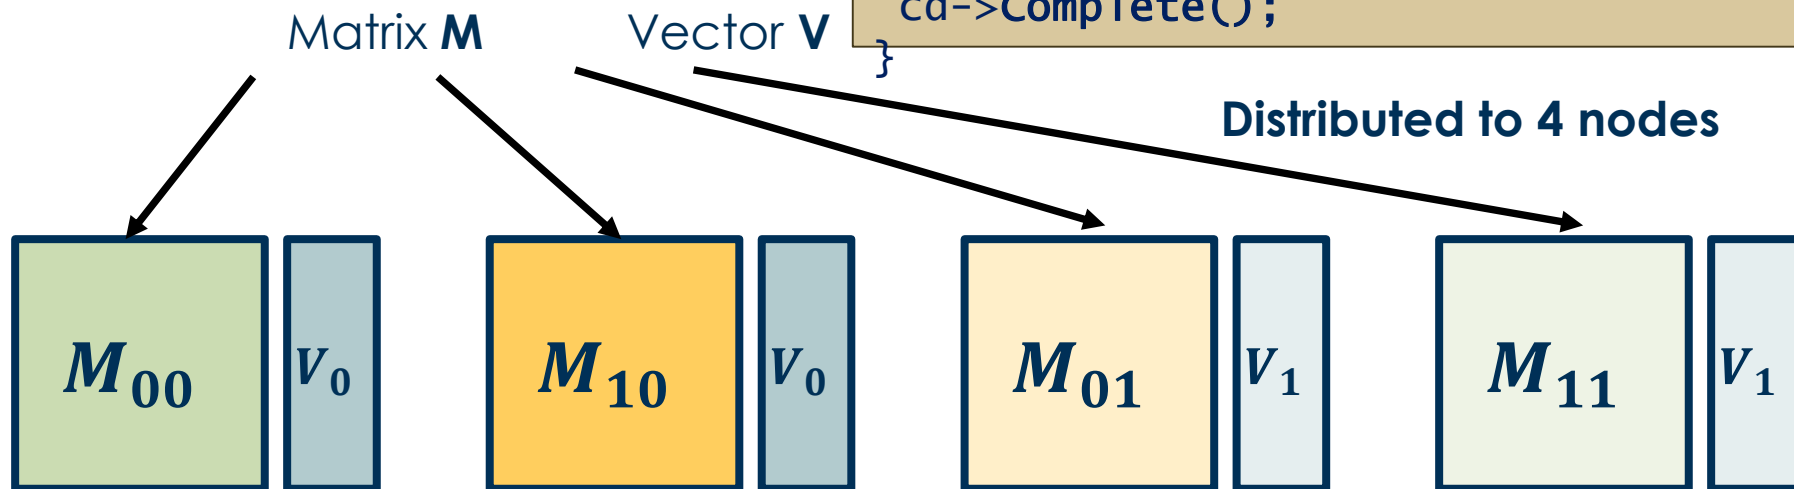 cd->Complete();
}
Matrix M Vector V
Distributed to 4 nodes
M₀₀ V₀ M₁₀ V₀ M₀₁ V₁ M₁₁ V₁